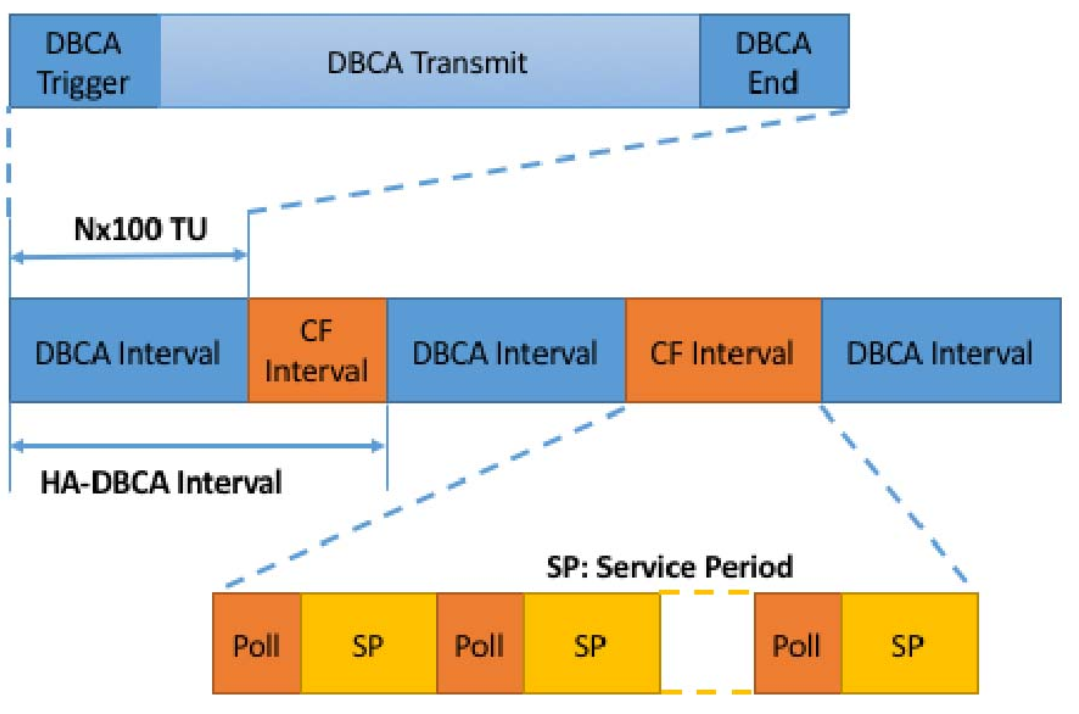 DBCA
Trigger
DBCA Transmit
DBCA
End
Nx100 TU
DBCA Interval
CF
Interval
DBCA Interval
CF Interval
DBCA Interval
HA-DBCA Interval
SP: Service Period
Poll
SP
Poll
SP
Poll
SP